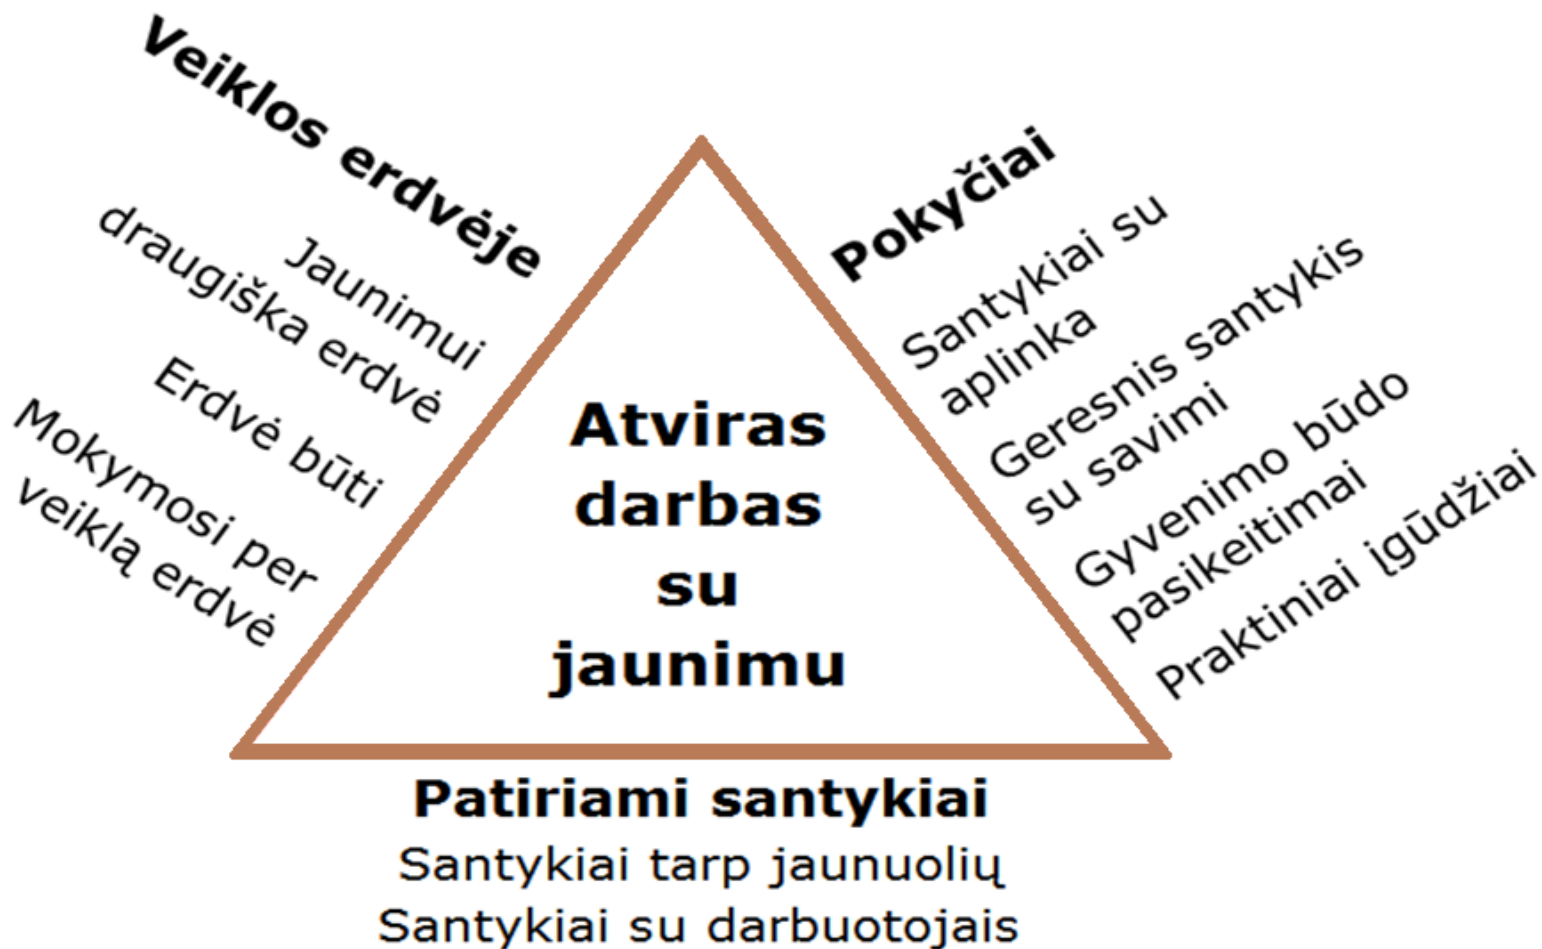 Veiklos erdvėje
Jaunimui
draugiška erdvė
Erdvė būti
Mokymosi per
veiklą erdvė
Pokyčiai
Santykiai su
aplinka
Geresnis santykis
su savimi
Gyvenimo būdo
pasikeitimai
Praktiniai įgūdžiai
Atviras
darbas
su
jaunimu
Patiriami santykiai
Santykiai tarp jaunuolių
Santykiai su darbuotojais